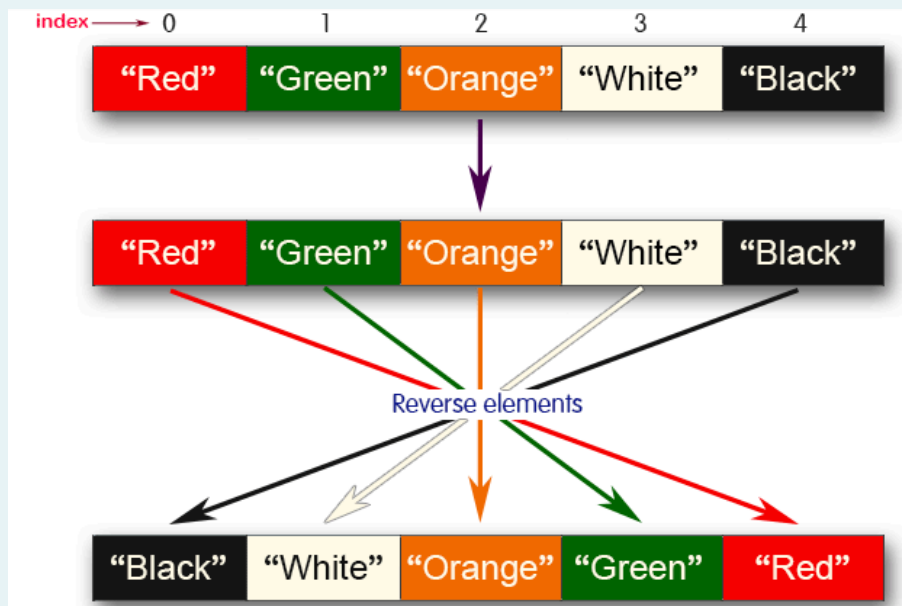 index 0 1 2 3 4
“Red” “Green” “Orange” “White” “Black”
“Red” “Green” “Orange” “White” “Black”
Reverse elements
“Black” “White” “Orange” “Green” “Red”